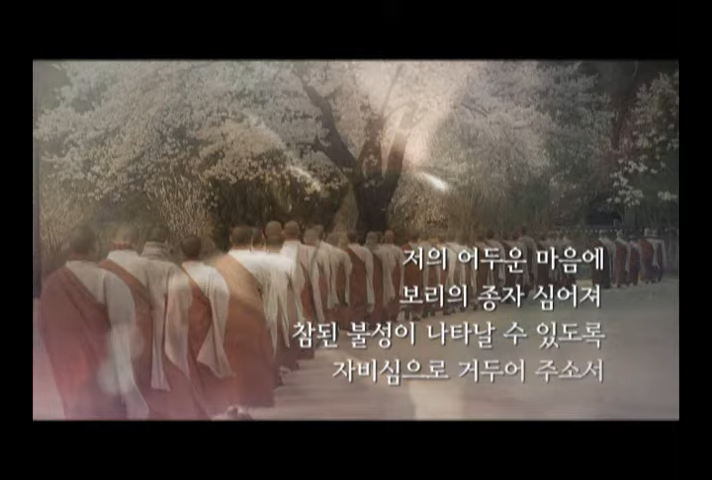 저의 어두운 마음에
보리의 종자 심어져
참된 불성이 나타날 수 있도록
자비심으로 거두어 주소서